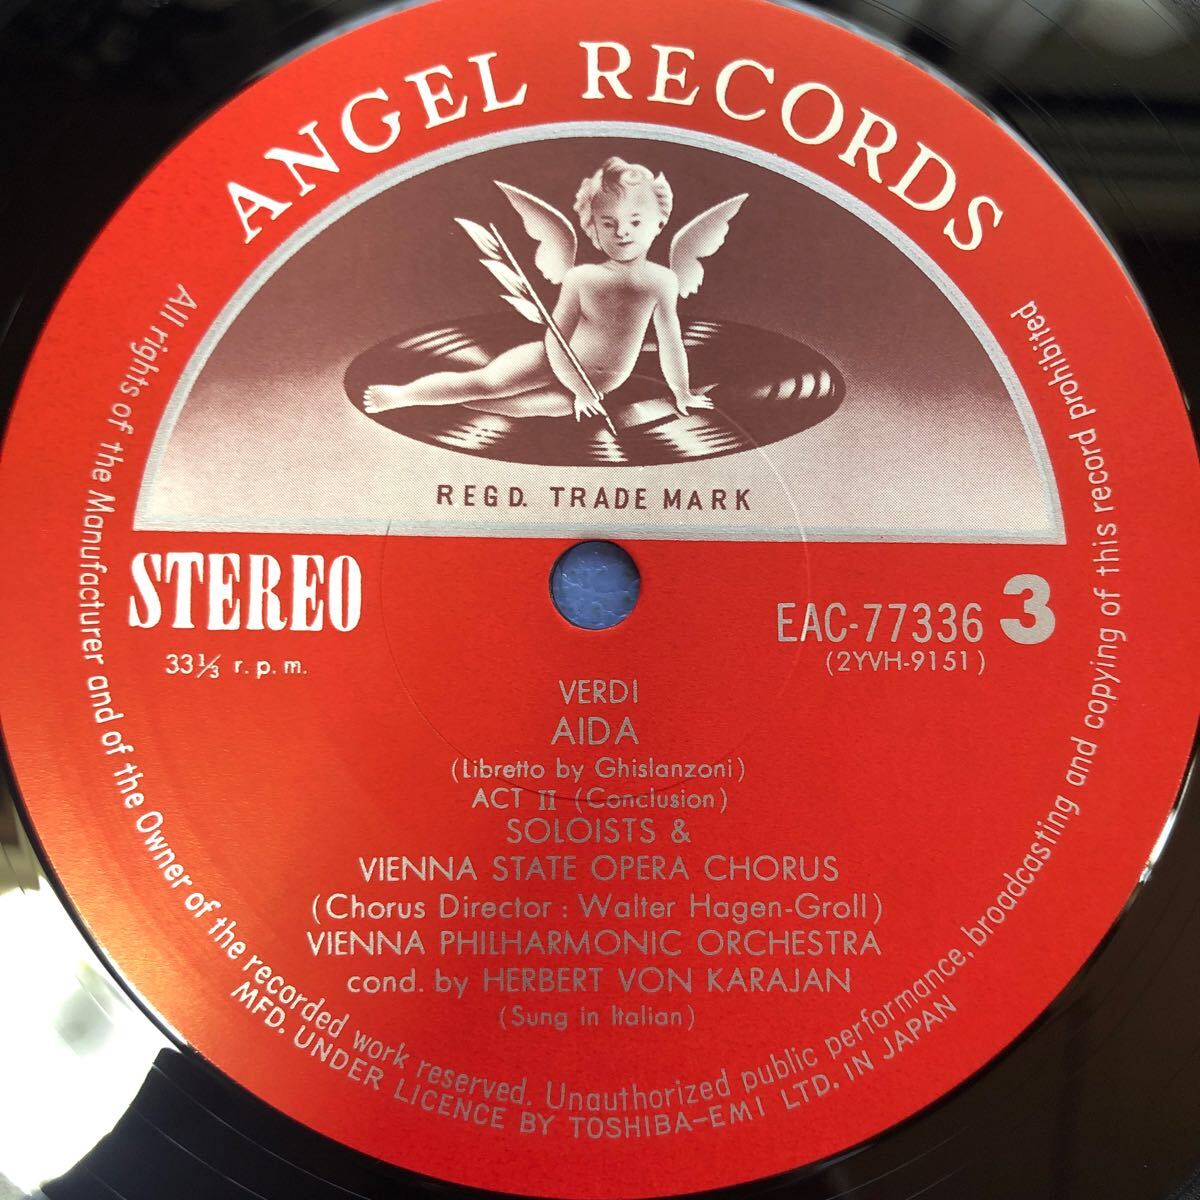 ANGEL RECORDS
REGD. TRADE MARK
STEREO
33⅓ r.p.m.
EAC-77336 3
(2YVH-9151)
VERDI
AIDA
(Libretto by Ghislanzoni)
ACT II (Conclusion)
SOLOISTS &
VIENNA STATE OPERA CHORUS
(Chorus Director : Walter Hagen-Groll)
VIENNA PHILHARMONIC ORCHESTRA
cond. by HERBERT VON KARAJAN
(Sung in Italian)
All rights of the Manufacturer and of the Owner of the recorded work reserved. Unauthorized public performance, broadcasting and copying of this record prohibited
MFD. UNDER LICENCE BY TOSHIBA-EMI LTD. IN JAPAN